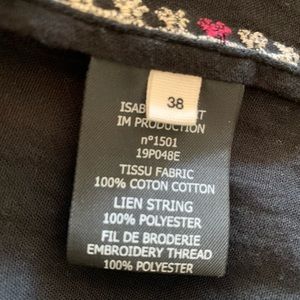 38
IM PRODUCTION
n°1501
19P048E
TISSU FABRIC
100% COTON COTTON
LIEN STRING
100% POLYESTER
FIL DE BRODERIE
EMBROIDERY THREAD
100% POLYESTER